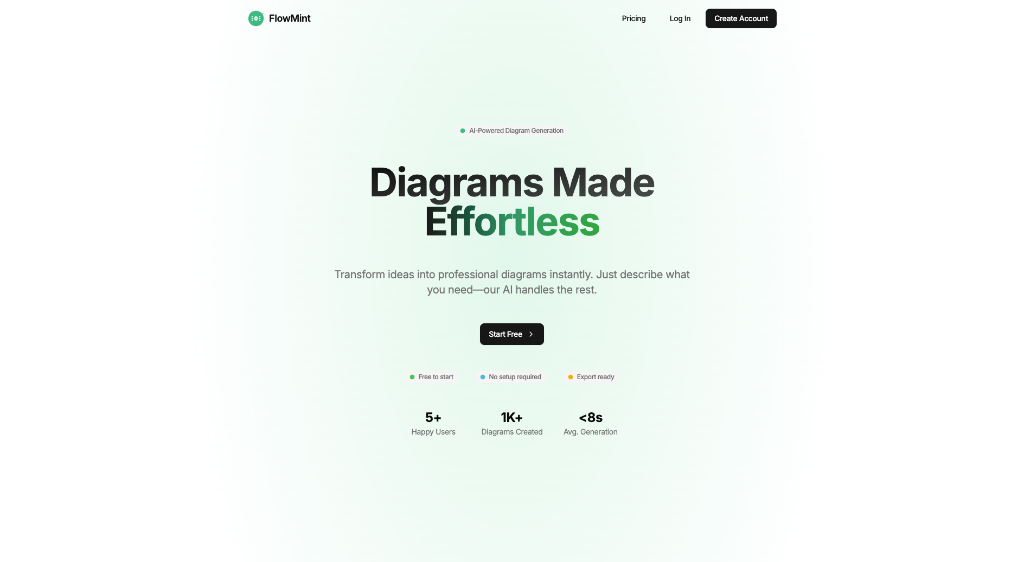 FlowMint
Pricing
Log In
Create Account
AI-Powered Diagram Generation
Diagrams Made
Effortless
Transform ideas into professional diagrams instantly. Just describe what
you need—our AI handles the rest.
Start Free
Free to start
No setup required
Export ready
5+
Happy Users
1K+
Diagrams Created
<8s
Avg. Generation